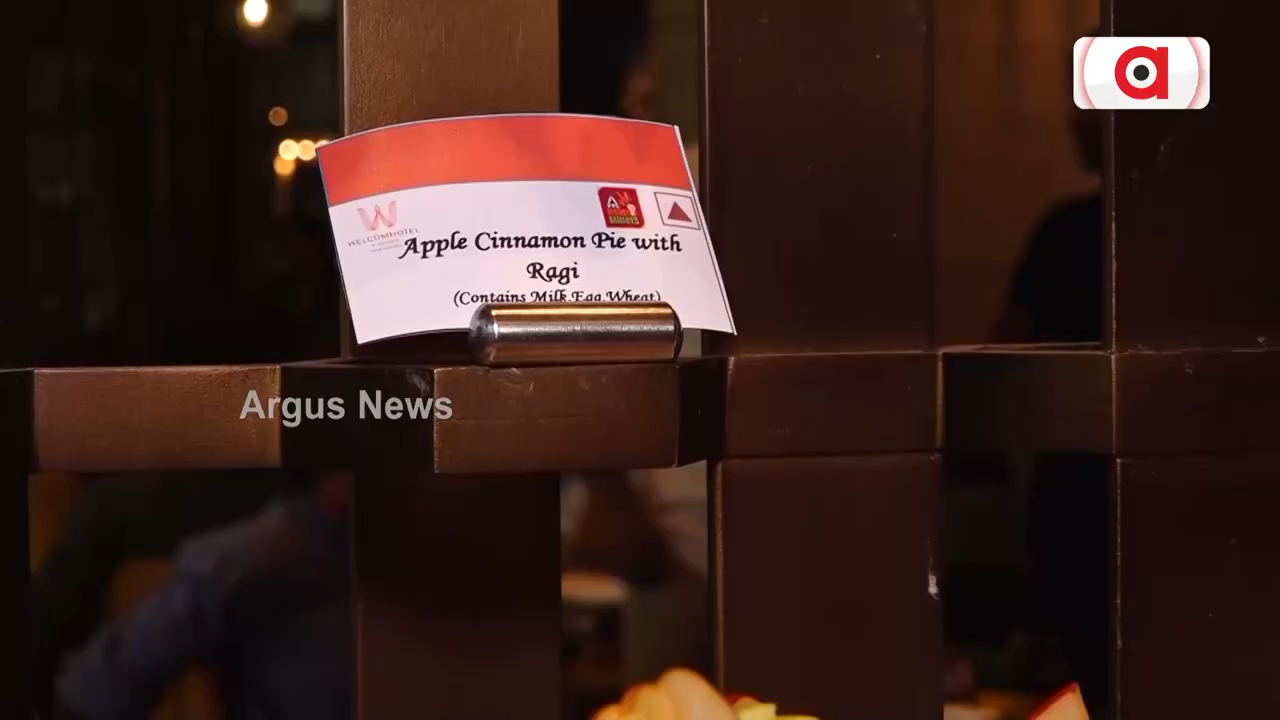 WELCOMHOTEL
Apple Cinnamon Pie with
Ragi
(Contains Milk,Egg,Wheat)
Argus News